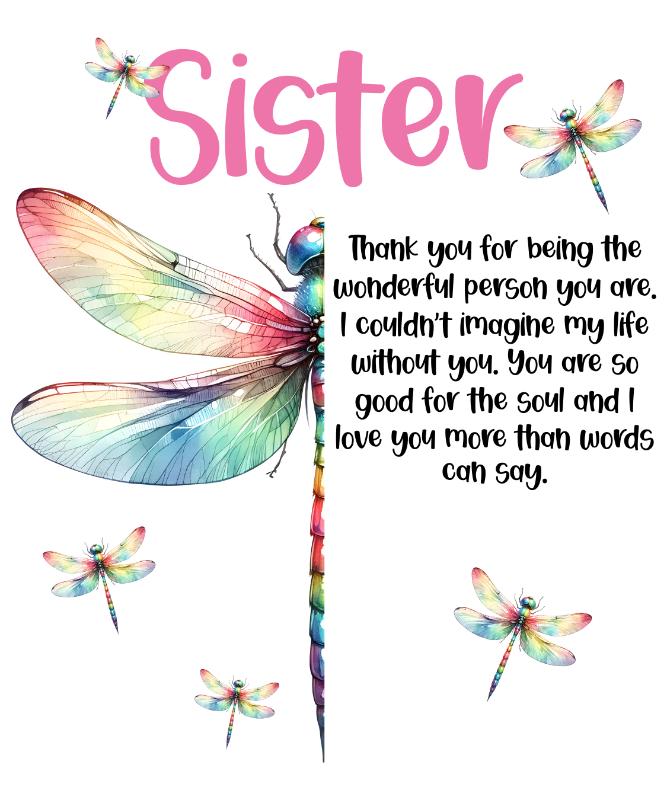 Sister
Thank you for being the
wonderful person you are.
I couldn't imagine my life
without you. You are so
good for the soul and I
love you more than words
can say.